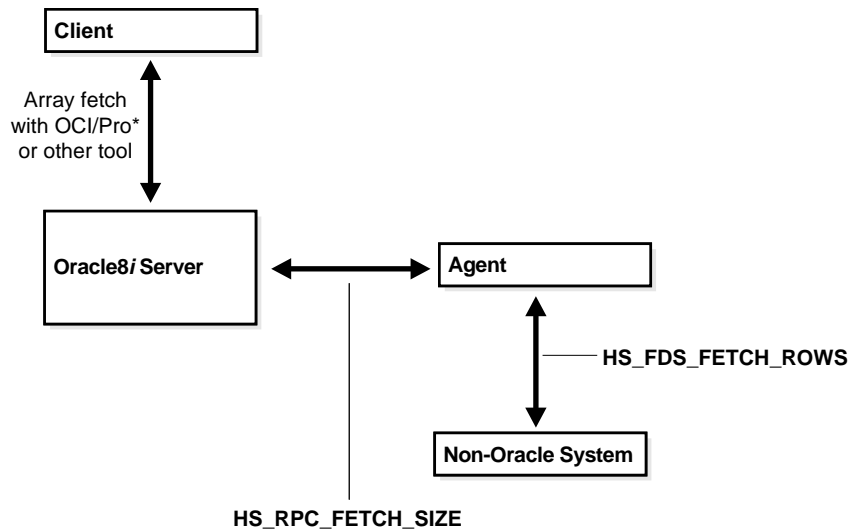 Client
Array fetch
with OCI/Pro*
or other tool
Oracle8i Server
Agent
HS_FDS_FETCH_ROWS
Non-Oracle System
HS_RPC_FETCH_SIZE